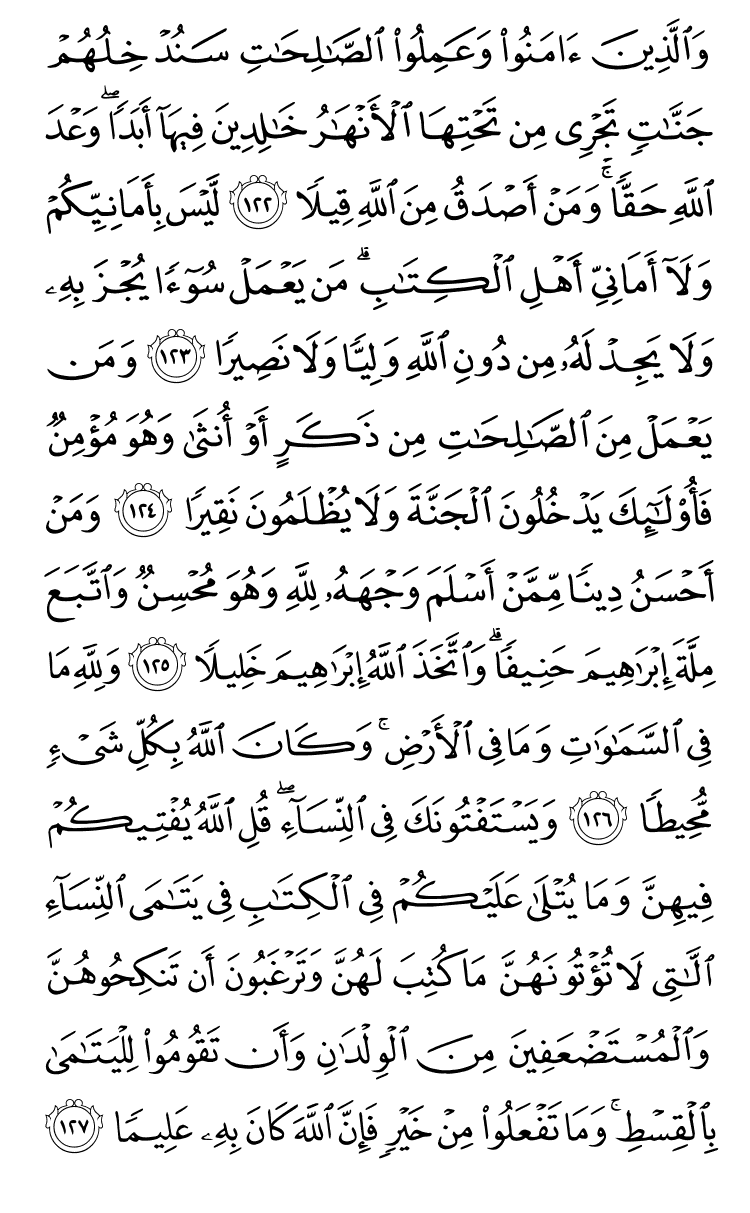 وَٱلَّذِينَ ءَامَنُوا۟ وَعَمِلُوا۟ ٱلصَّـٰلِحَـٰتِ سَنُدْخِلُهُمْ
جَنَّـٰتٍ تَجْرِى مِن تَحْتِهَا ٱلْأَنْهَـٰرُ خَـٰلِدِينَ فِيهَآ أَبَدًا ۖ وَعْدَ
ٱللَّهِ حَقًّا ۚ وَمَنْ أَصْدَقُ مِنَ ٱللَّهِ قِيلًا ١٢٢ لَّيْسَ بِأَمَانِيِّكُمْ
وَلَآ أَمَانِىِّ أَهْلِ ٱلْكِتَـٰبِ ۗ مَن يَعْمَلْ سُوٓءًا يُجْزَ بِهِۦ
وَلَا يَجِدْ لَهُۥ مِن دُونِ ٱللَّهِ وَلِيًّا وَلَا نَصِيرًا ١٢٣ وَمَن
يَعْمَلْ مِنَ ٱلصَّـٰلِحَـٰتِ مِن ذَكَرٍ أَوْ أُنثَىٰ وَهُوَ مُؤْمِنٌ
فَأُو۟لَـٰٓئِكَ يَدْخُلُونَ ٱلْجَنَّةَ وَلَا يُظْلَمُونَ نَقِيرًا ١٢٤ وَمَنْ
أَحْسَنُ دِينًا مِّمَّنْ أَسْلَمَ وَجْهَهُۥ لِلَّهِ وَهُوَ مُحْسِنٌ وَٱتَّبَعَ
مِلَّةَ إِبْرَٰهِيمَ حَنِيفًا ۗ وَٱتَّخَذَ ٱللَّهُ إِبْرَٰهِيمَ خَلِيلًا ١٢٥ وَلِلَّهِ مَا
فِى ٱلسَّمَـٰوَٰتِ وَمَا فِى ٱلْأَرْضِ ۚ وَكَانَ ٱللَّهُ بِكُلِّ شَىْءٍ
مُّحِيطًا ١٢٦ وَيَسْتَفْتُونَكَ فِى ٱلنِّسَآءِ ۖ قُلِ ٱللَّهُ يُفْتِيكُمْ
فِيهِنَّ وَمَا يُتْلَىٰ عَلَيْكُمْ فِى ٱلْكِتَـٰبِ فِى يَتَـٰمَى ٱلنِّسَآءِ
ٱلَّـٰتِى لَا تُؤْتُونَهُنَّ مَا كُتِبَ لَهُنَّ وَتَرْغَبُونَ أَن تَنكِحُوهُنَّ
وَٱلْمُسْتَضْعَفِينَ مِنَ ٱلْوِلْدَٰنِ وَأَن تَقُومُوا۟ لِلْيَتَـٰمَىٰ
بِٱلْقِسْطِ ۚ وَمَا تَفْعَلُوا۟ مِنْ خَيْرٍ فَإِنَّ ٱللَّهَ كَانَ بِهِۦ عَلِيمًا ١٢٧